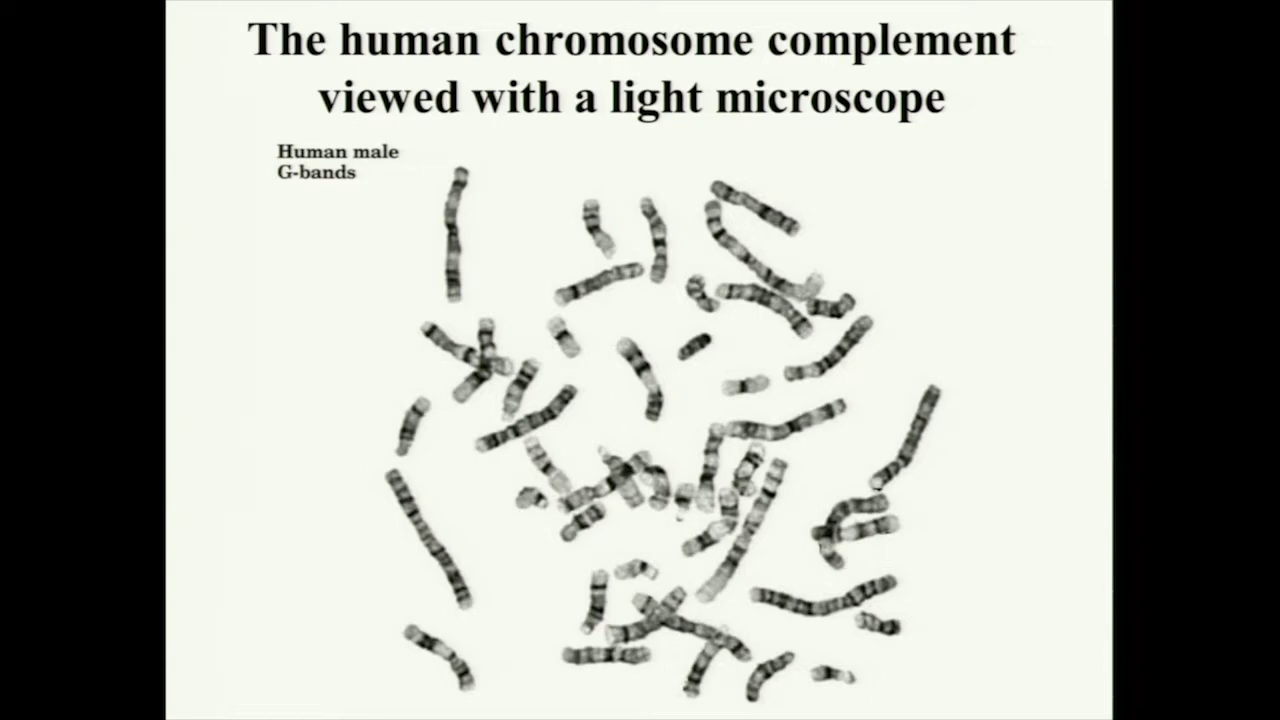 The human chromosome complement
viewed with a light microscope
Human male
G-bands